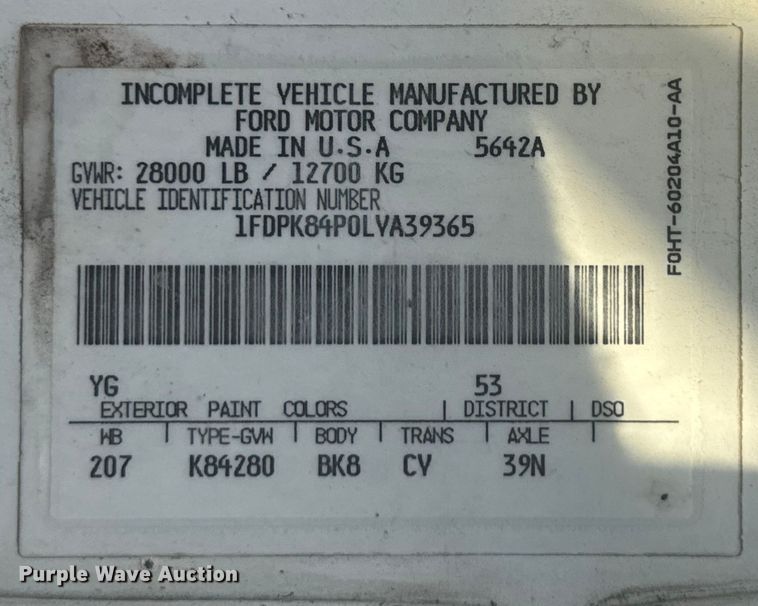 INCOMPLETE VEHICLE MANUFACTURED BY
FORD MOTOR COMPANY
MADE IN U.S.A 5642A
GVWR: 28000 LB / 12700 KG
VEHICLE IDENTIFICATION NUMBER
1FDPK84P0LVA39365
F0HT-60204A10-AA
YG 53
EXTERIOR PAINT COLORS | DISTRICT | DSO
WB | TYPE-GVW | BODY | TRANS | AXLE |
207 K84280 BK8 CY 39N
Purple Wave Auction